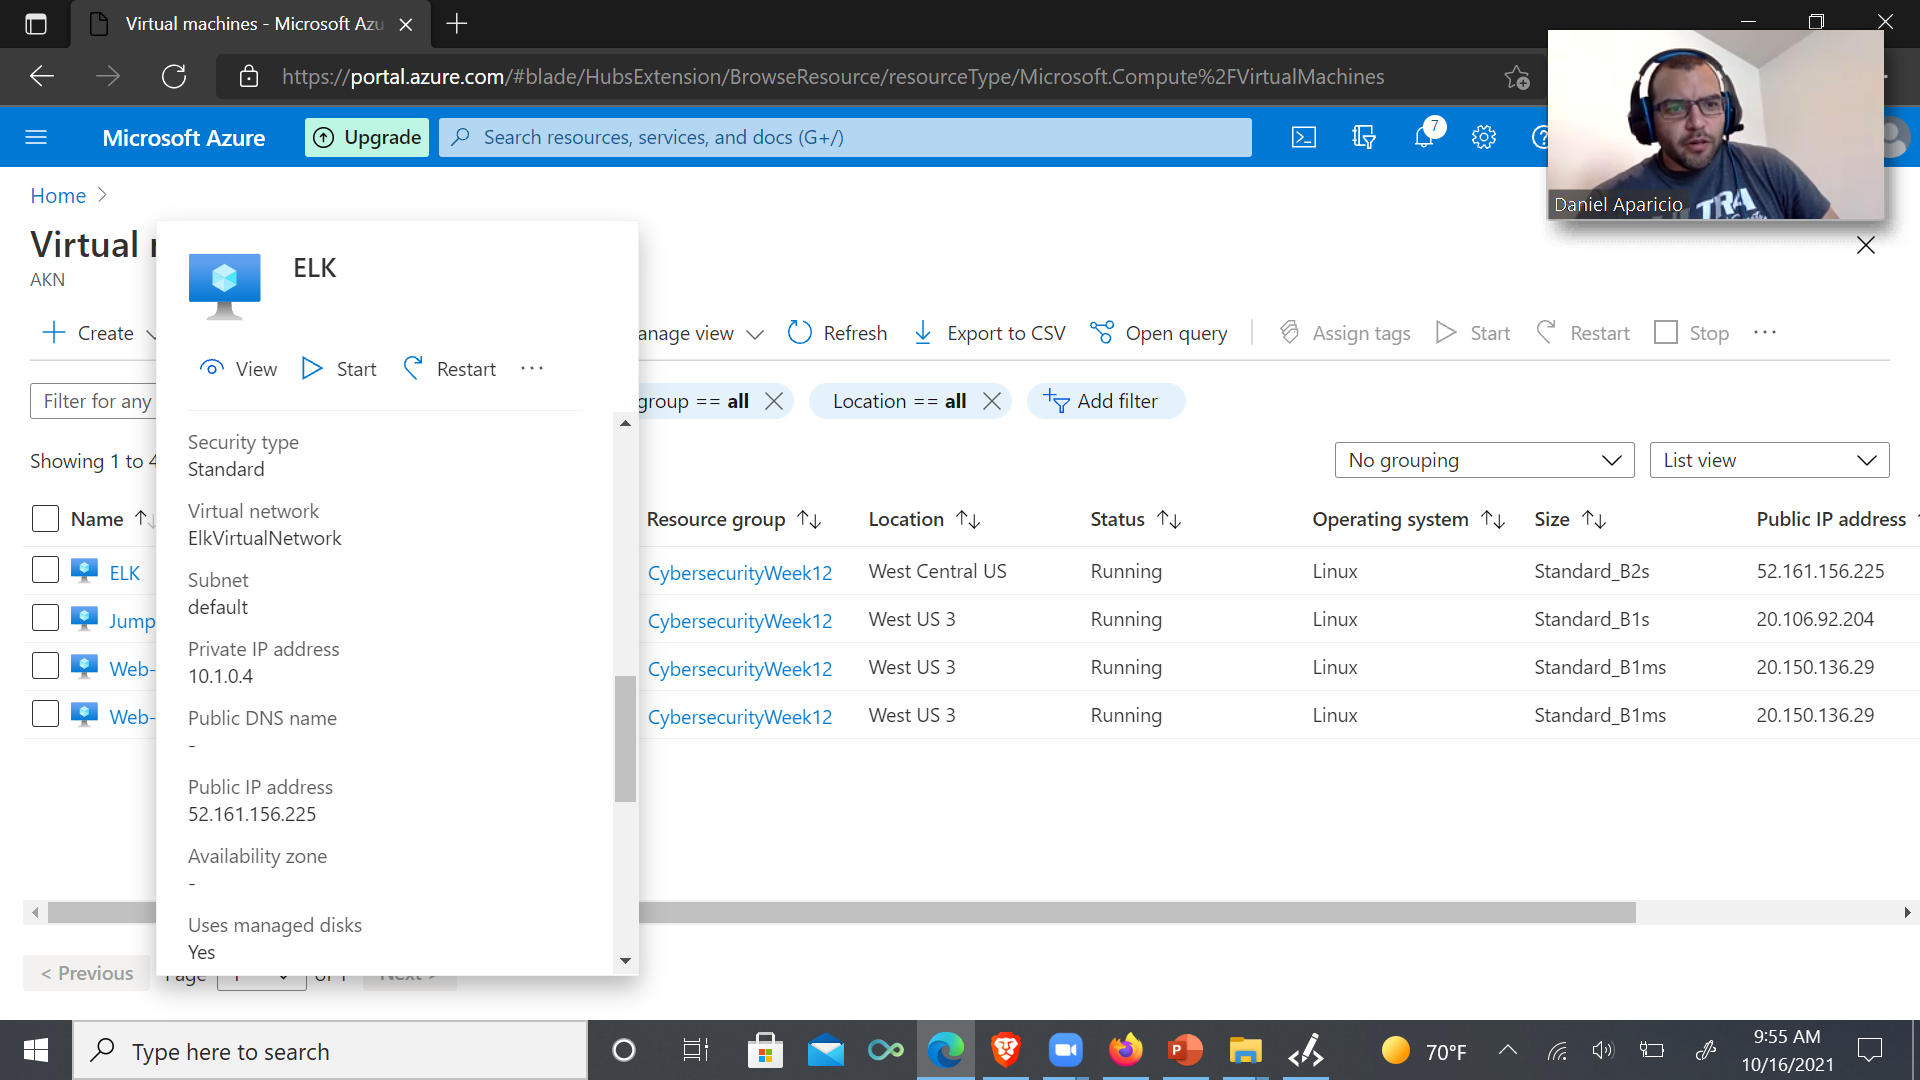 Virtual machines - Microsoft Azu
https://portal.azure.com/#blade/HubsExtension/BrowseResource/resourceType/Microsoft.Compute%2FVirtualMachines
Microsoft Azure
Upgrade
Search resources, services, and docs (G+/)
7
TRA
Daniel Aparicio
Home
Virtual
AKN
ELK
View
Start
Restart
Create
anage view
Refresh
Export to CSV
Open query
Assign tags
Start
Restart
Stop
Filter for any
group == all
Location == all
Add filter
Showing 1 to 4
No grouping
List view
Security type
Standard
Virtual network
ElkVirtualNetwork
Subnet
default
Private IP address
10.1.0.4
Public DNS name
-
Public IP address
52.161.156.225
Availability zone
-
Uses managed disks
Yes
Name Resource group Location Status Operating system Size Public IP address
ELK CybersecurityWeek12 West Central US Running Linux Standard_B2s 52.161.156.225
Jump CybersecurityWeek12 West US 3 Running Linux Standard_B1s 20.106.92.204
Web- CybersecurityWeek12 West US 3 Running Linux Standard_B1ms 20.150.136.29
Web- CybersecurityWeek12 West US 3 Running Linux Standard_B1ms 20.150.136.29
< Previous Page 1 of 1 Next >
Type here to search
70°F
9:55 AM
10/16/2021